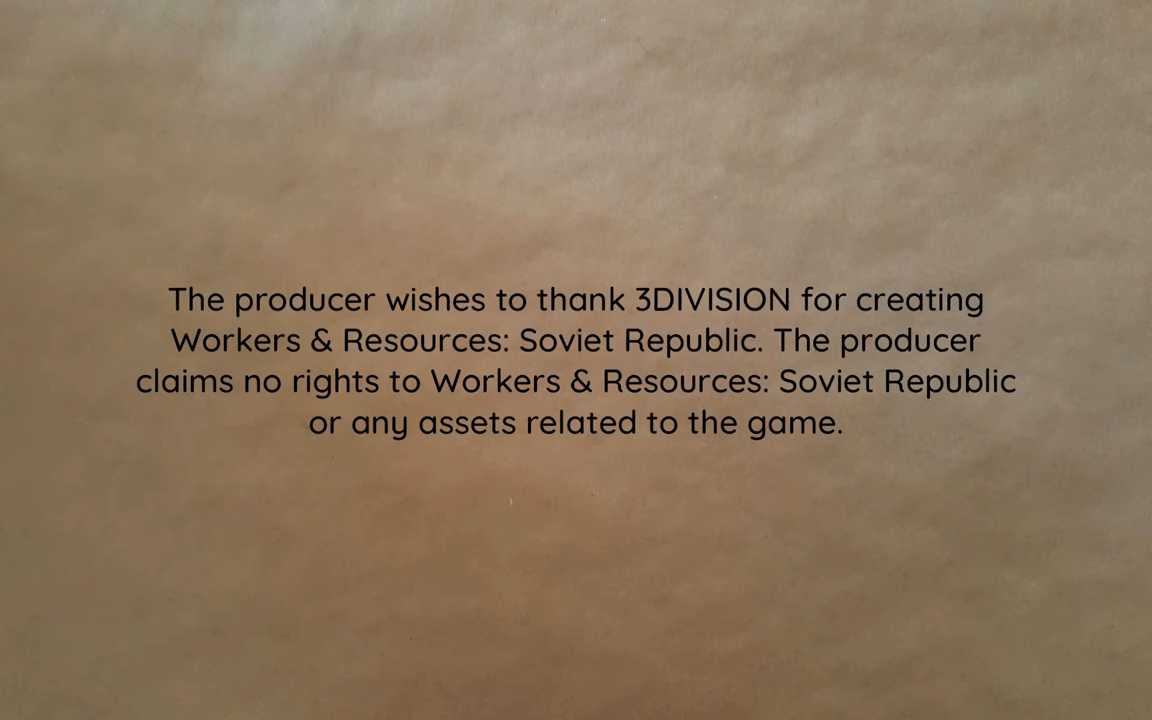 The producer wishes to thank 3DIVISION for creating
Workers & Resources: Soviet Republic. The producer
claims no rights to Workers & Resources: Soviet Republic
or any assets related to the game.